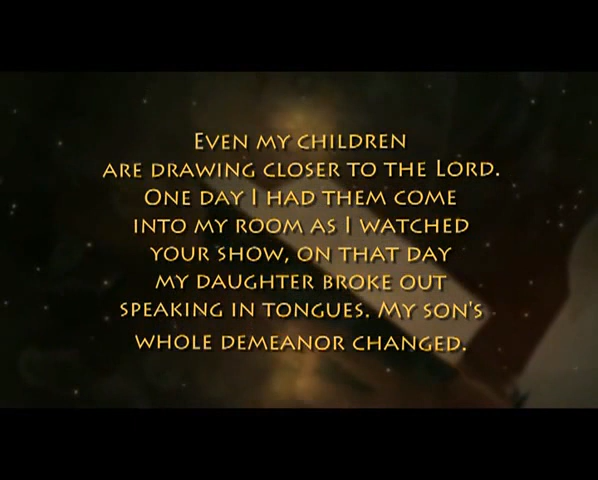 Even my children
are drawing closer to the Lord.
One day I had them come
into my room as I watched
your show, on that day
my daughter broke out
speaking in tongues. My son's
whole demeanor changed.